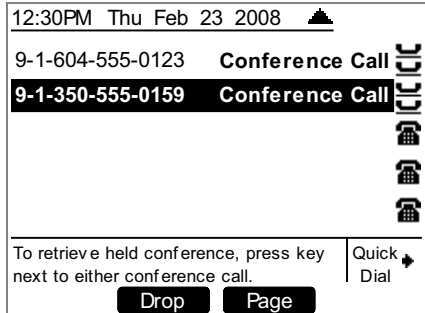 12:30PM Thu Feb 23 2008
9-1-604-555-0123 Conference Call
9-1-350-555-0159 Conference Call
To retrieve held conference, press key
next to either conference call.
Quick
Dial
Drop Page